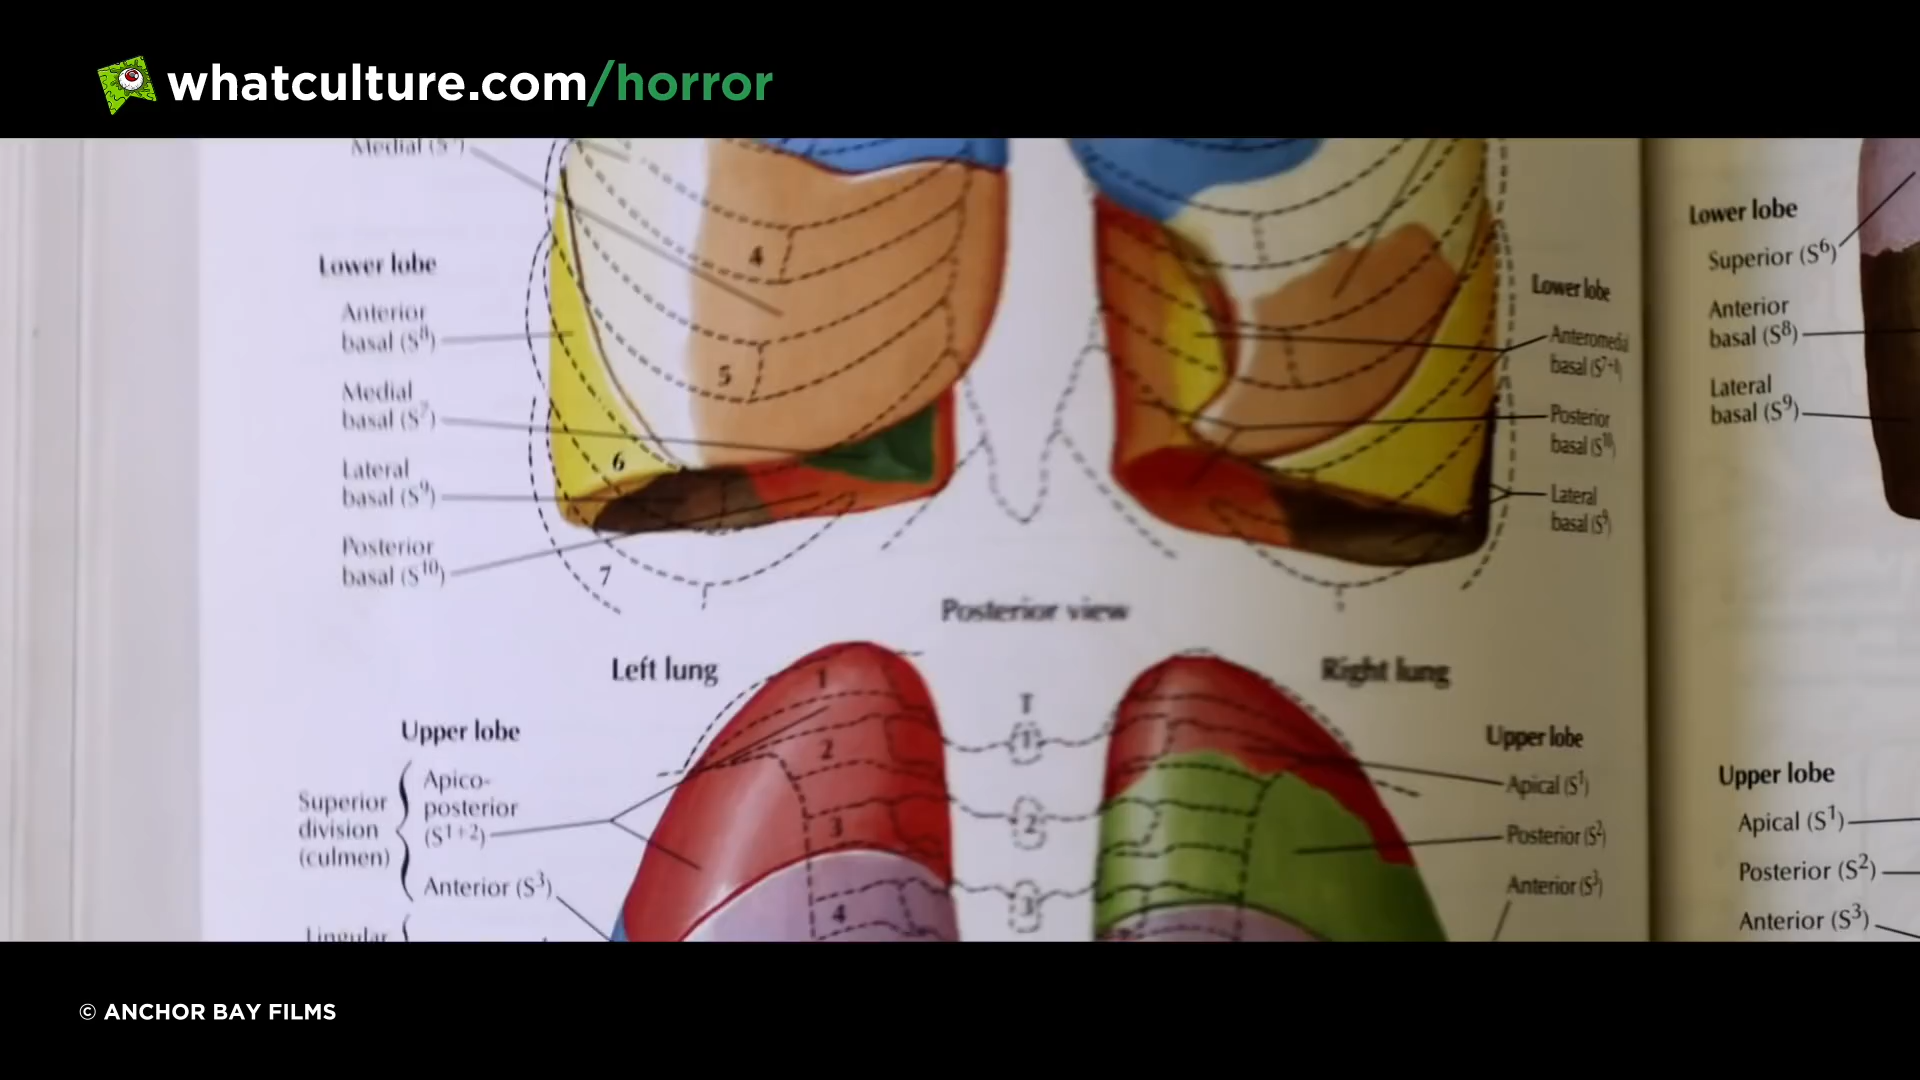 whatculture.com/horror
Medial (S
Lower lobe
Anterior
basal (S8)
Medial
basal (S7)
Lateral
basal (S9)
Posterior
basal (S10)
4
5
6
7
Lower lobe
Anteromedial
basal (S7+8)
Posterior
basal (S10)
Lateral
basal (S9)
Posterior view
Left lung
Right lung
Upper lobe
Superior
division
(culmen)
Apico-
posterior
(S1+2)
Anterior (S3)
Lingular
1
2
3
4
T
1
2
3
Upper lobe
Apical (S1)
Posterior (S2)
Anterior (S3)
Lower lobe
Superior (S6)
Anterior
basal (S8)
Lateral
basal (S9)
Upper lobe
Apical (S1)
Posterior (S2)
Anterior (S3)
© ANCHOR BAY FILMS